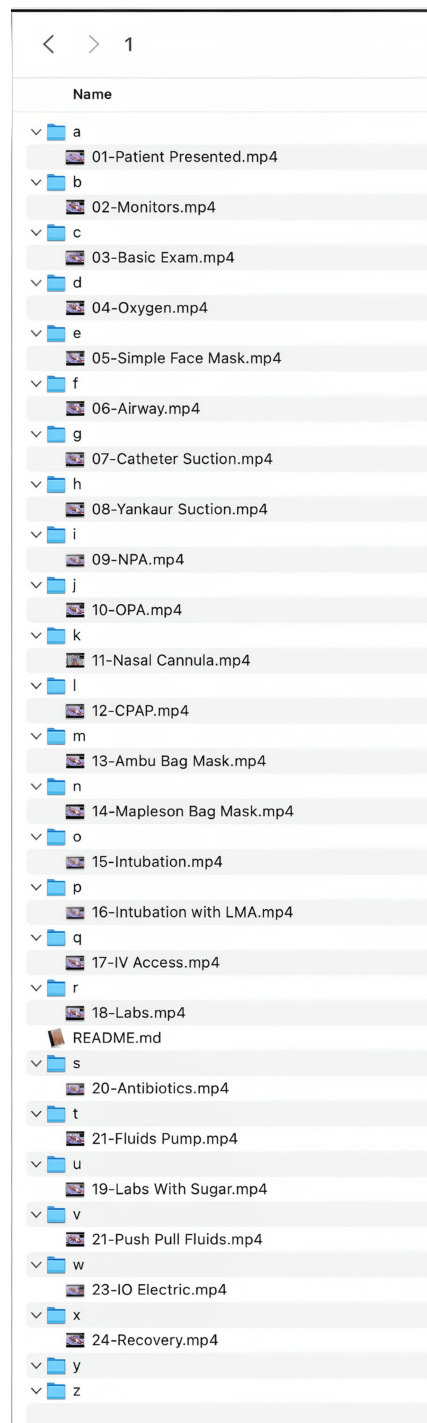 1
Name
a
01-Patient Presented.mp4
b
02-Monitors.mp4
c
03-Basic Exam.mp4
d
04-Oxygen.mp4
e
05-Simple Face Mask.mp4
f
06-Airway.mp4
g
07-Catheter Suction.mp4
h
08-Yankaur Suction.mp4
i
09-NPA.mp4
j
10-OPA.mp4
k
11-Nasal Cannula.mp4
l
12-CPAP.mp4
m
13-Ambu Bag Mask.mp4
n
14-Mapleson Bag Mask.mp4
o
15-Intubation.mp4
p
16-Intubation with LMA.mp4
q
17-IV Access.mp4
r
18-Labs.mp4
README.md
s
20-Antibiotics.mp4
t
21-Fluids Pump.mp4
u
19-Labs With Sugar.mp4
v
21-Push Pull Fluids.mp4
w
23-IO Electric.mp4
x
24-Recovery.mp4
y
z